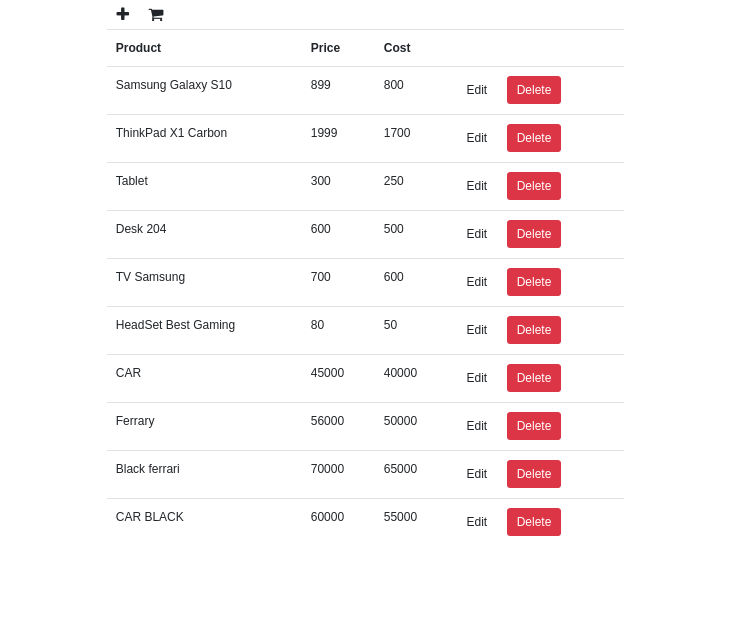 Product Price Cost
Samsung Galaxy S10 899 800 Edit Delete
ThinkPad X1 Carbon 1999 1700 Edit Delete
Tablet 300 250 Edit Delete
Desk 204 600 500 Edit Delete
TV Samsung 700 600 Edit Delete
HeadSet Best Gaming 80 50 Edit Delete
CAR 45000 40000 Edit Delete
Ferrary 56000 50000 Edit Delete
Black ferrari 70000 65000 Edit Delete
CAR BLACK 60000 55000 Edit Delete